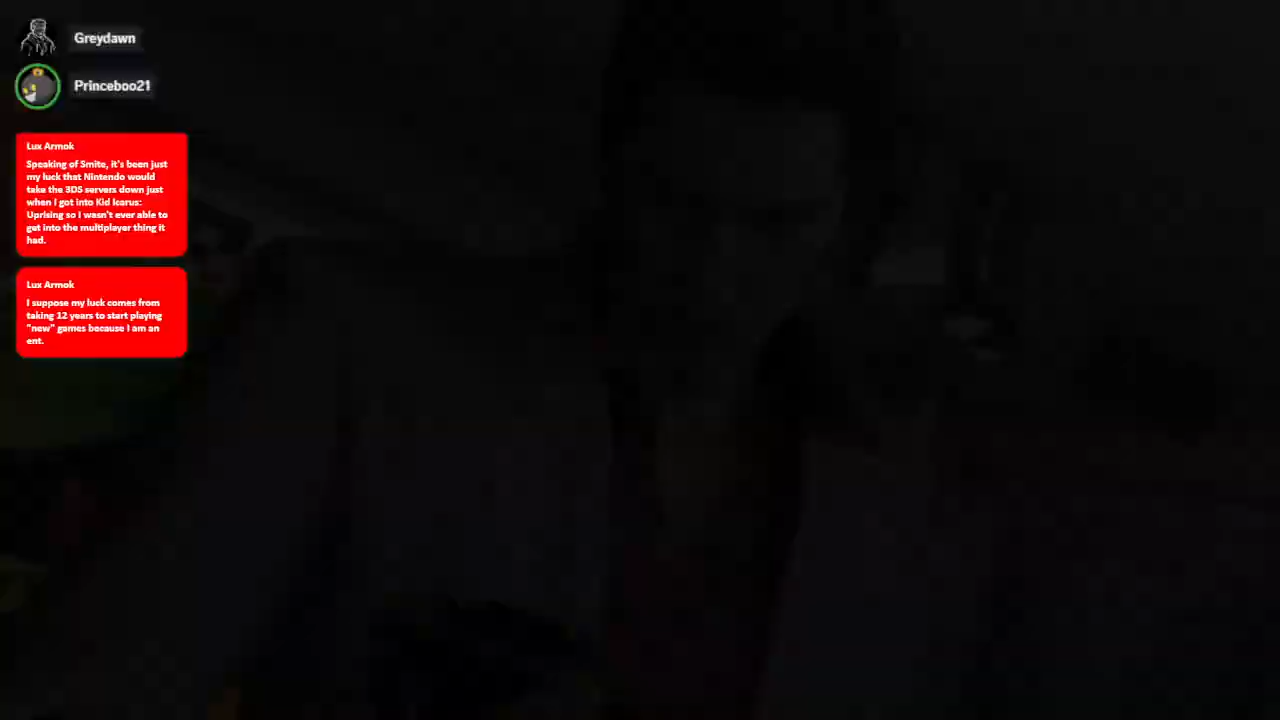 Greydawn
Princeboo21
Lux Armok
Speaking of Smite, it's been just
my luck that Nintendo would
take the 3DS servers down just
when I got into Kid Icarus:
Uprising so I wasn't ever able to
get into the multiplayer thing it
had.
Lux Armok
I suppose my luck comes from
taking 12 years to start playing
"new" games because I am an
ent.